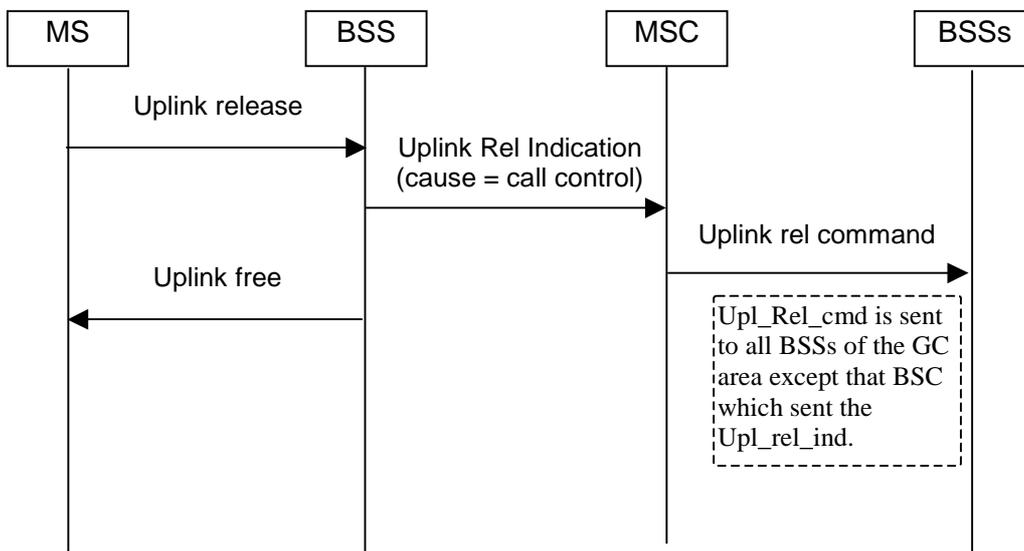 MS
BSS
MSC
BSSs
Uplink release
Uplink Rel Indication
(cause = call control)
Uplink rel command
Uplink free
Upl_Rel_cmd is sent
to all BSSs of the GC
area except that BSC
which sent the
Upl_rel_ind.